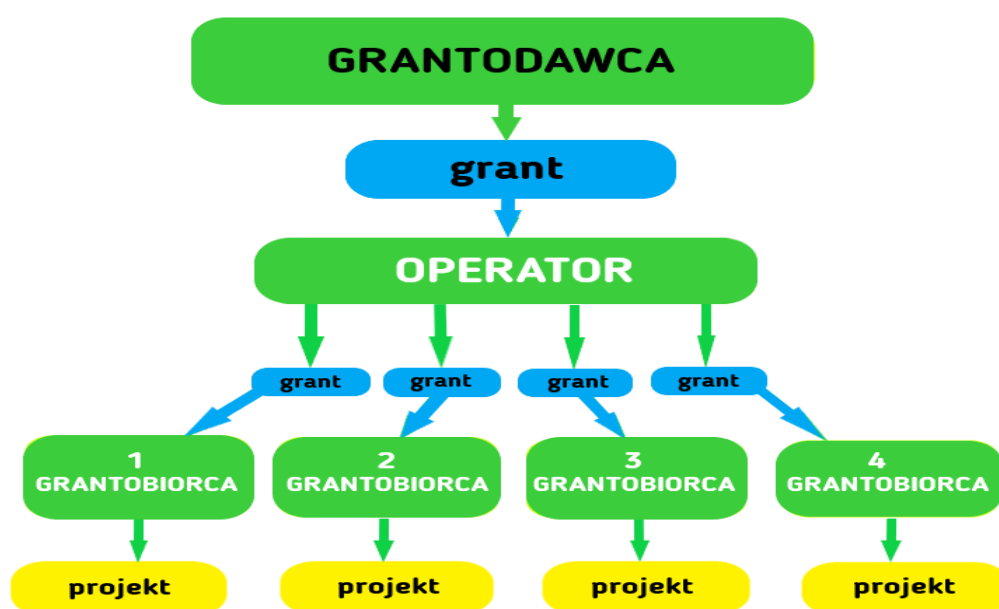 GRANTODAWCA
grant
OPERATOR
grant
grant
grant
grant
1
GRANTOBIORCA
2
GRANTOBIORCA
3
GRANTOBIORCA
4
GRANTOBIORCA
projekt
projekt
projekt
projekt